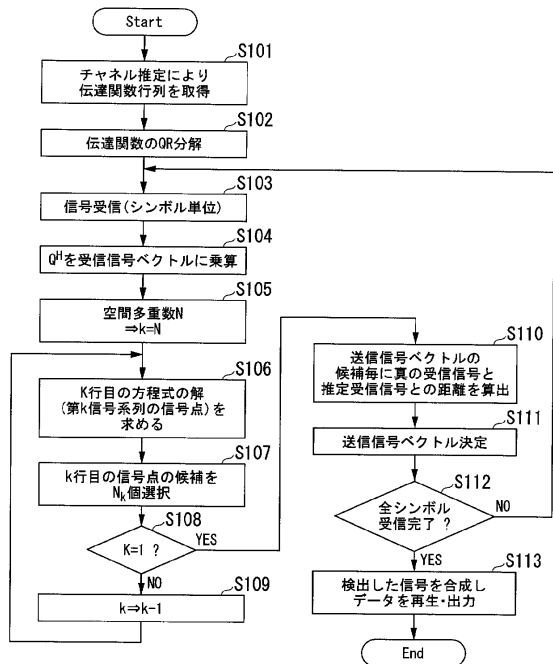 Start
S101
チャネル推定により
伝達関数行列を取得
S102
伝達関数のQR分解
S103
信号受信(シンボル単位)
S104
Q^Hを受信信号ベクトルに乗算
S105
空間多重数N
⇒k=N
S106
K行目の方程式の解
(第k信号系列の信号点)を
求める
S107
k行目の信号点の候補を
N_k個選択
S108
K=1 ?
YES
NO
S109
k⇒k-1
S110
送信信号ベクトルの
候補毎に真の受信信号と
推定受信信号との距離を算出
S111
送信信号ベクトル決定
S112
全シンボル
受信完了 ?
NO
YES
S113
検出した信号を合成し
データを再生・出力
End